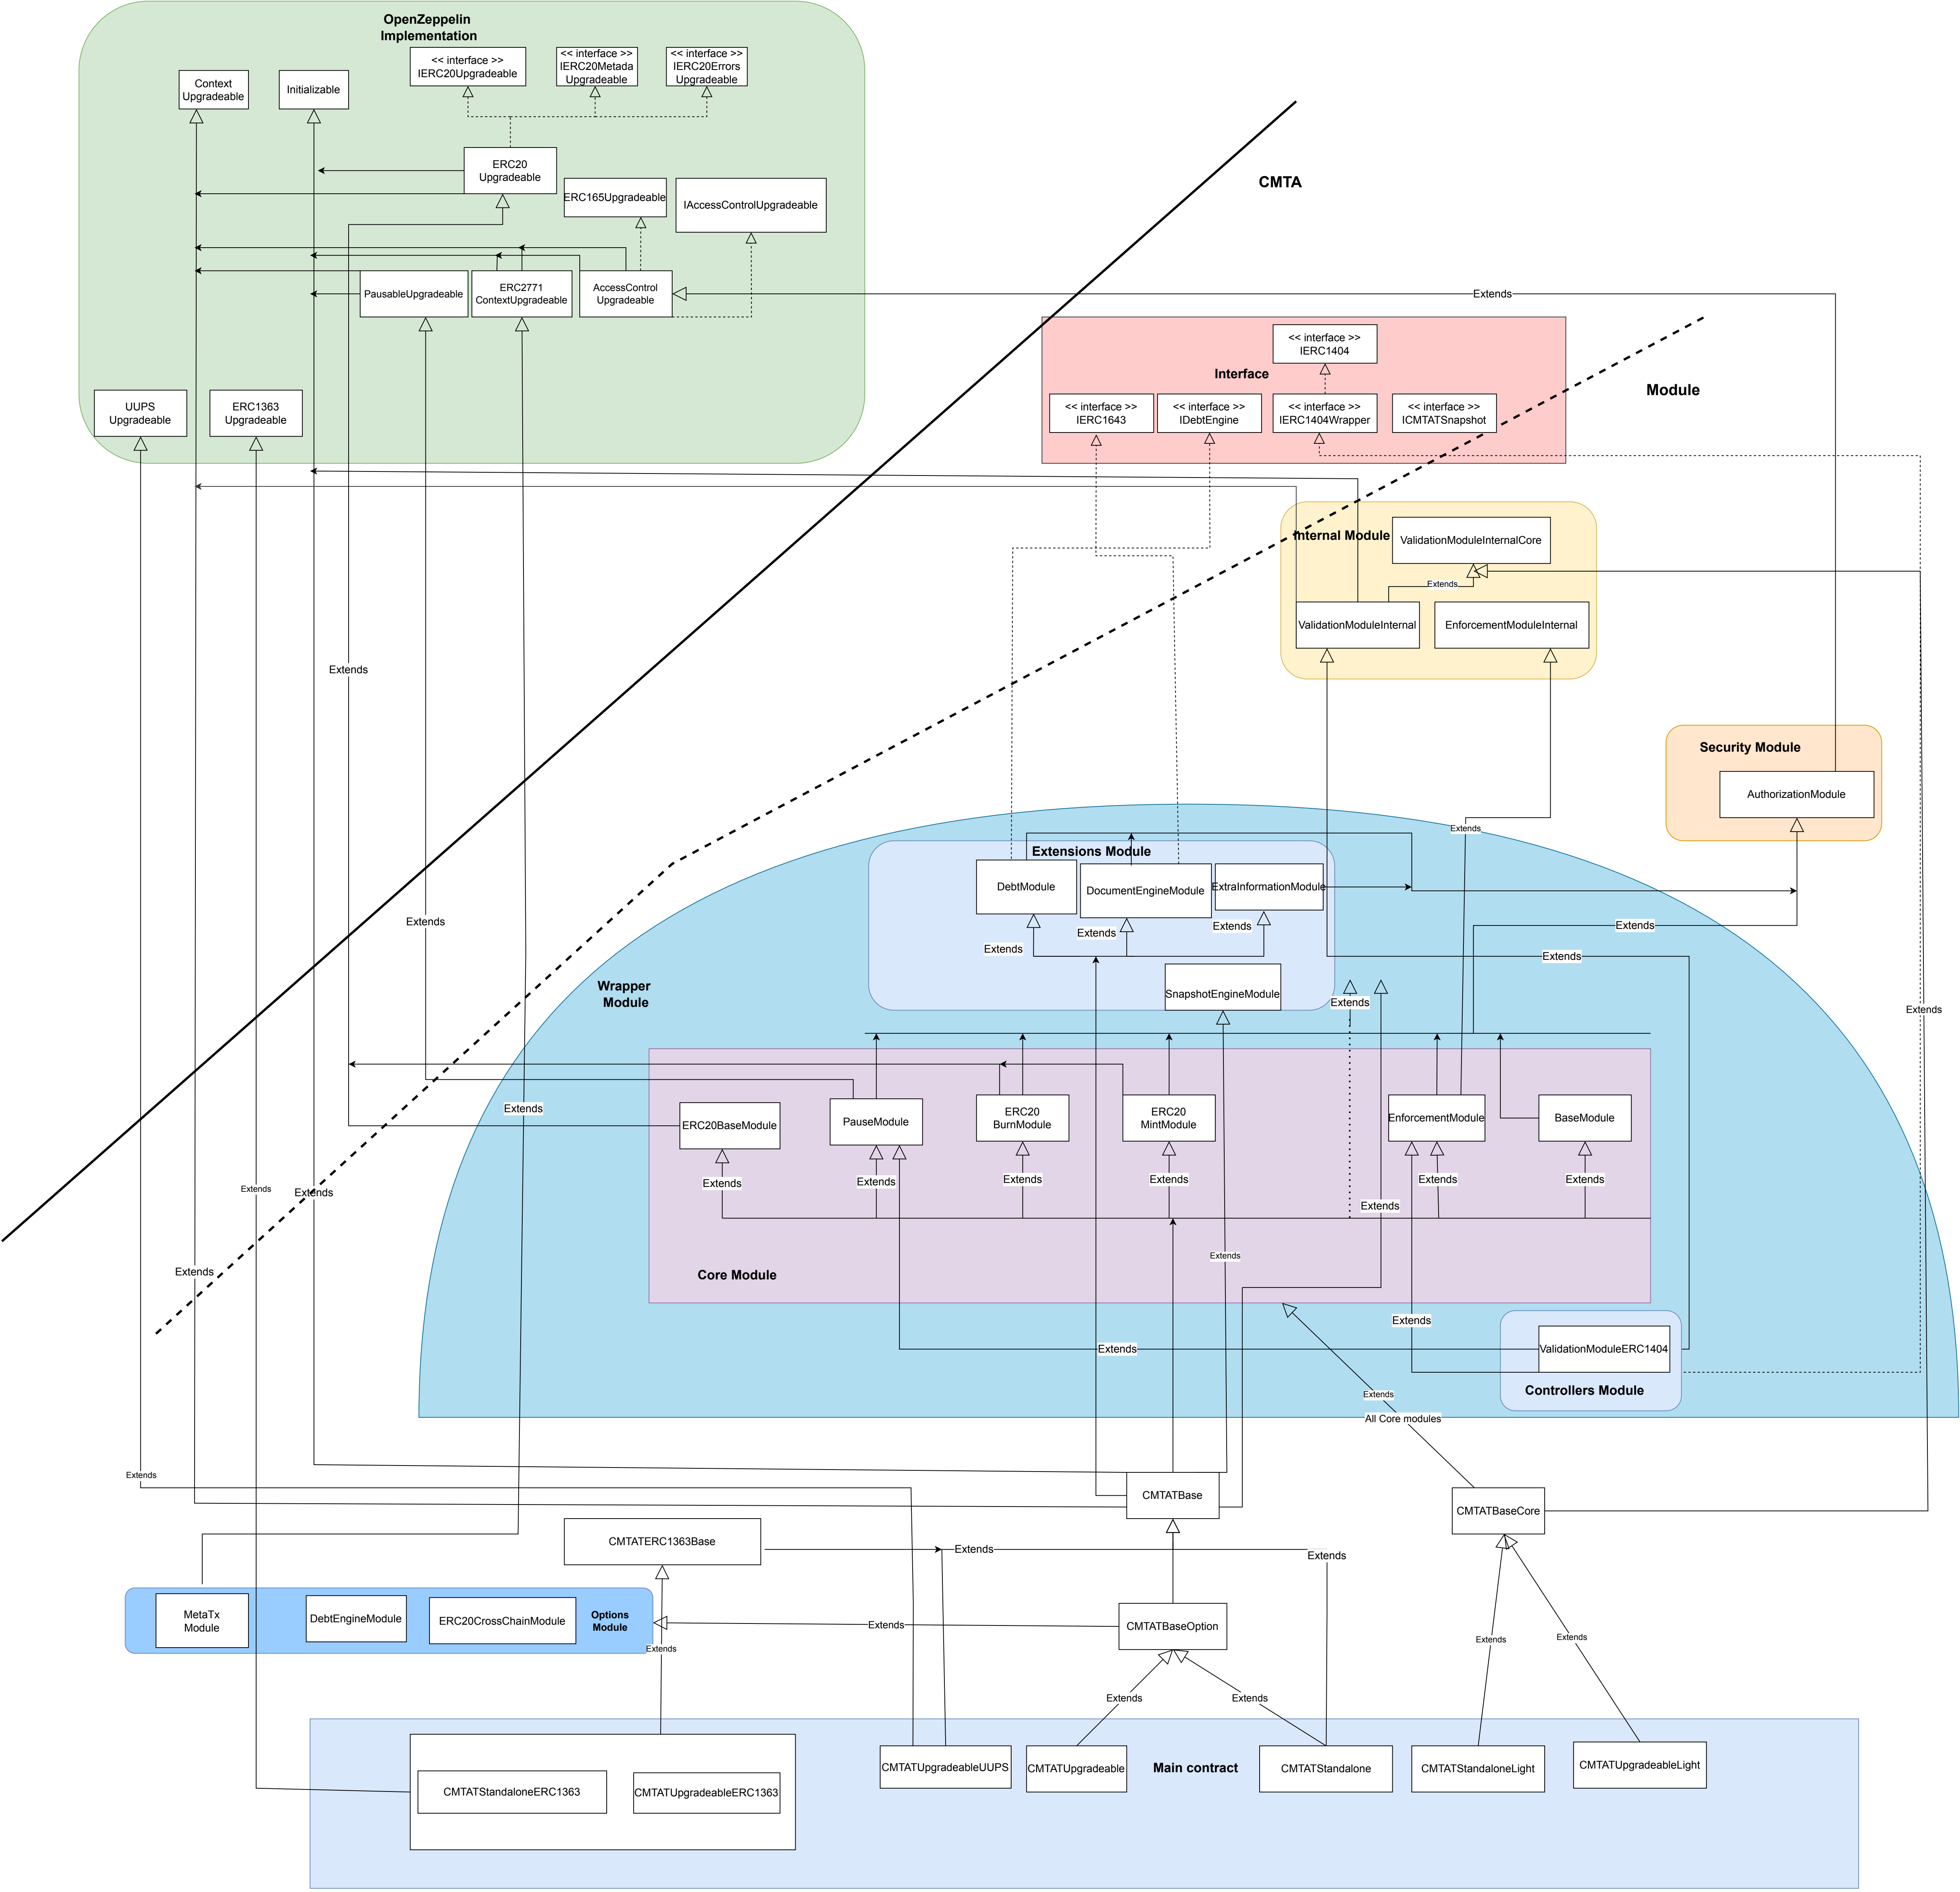 OpenZeppelin
Implementation
<< interface >>
IERC20Upgradeable
<< interface >>
IERC20Metada
Upgradeable
<< interface >>
IERC20Errors
Upgradeable
Context
Upgradeable
Initializable
ERC20
Upgradeable
ERC165Upgradeable
IAccessControlUpgradeable
CMTA
PausableUpgradeable
ERC2771
ContextUpgradeable
AccessControl
Upgradeable
Extends
<< interface >>
IERC1404
Interface
Module
UUPS
Upgradeable
ERC1363
Upgradeable
<< interface >>
IERC1643
<< interface >>
IDebtEngine
<< interface >>
IERC1404Wrapper
<< interface >>
ICMTATSnapshot
Internal Module
ValidationModuleInternalCore
Extends
ValidationModuleInternal
EnforcementModuleInternal
Extends
Security Module
AuthorizationModule
Extends
Extensions Module
DebtModule
DocumentEngineModule
ExtraInformationModule
Extends
Extends
Extends
Extends
Extends
Extends
Wrapper
Module
SnapshotEngineModule
Extends
Extends
Extends
ERC20BaseModule
PauseModule
ERC20
BurnModule
ERC20
MintModule
EnforcementModule
BaseModule
Extends
Extends
Extends
Extends
Extends
Extends
Extends
Extends
Extends
Extends
Extends
Core Module
Extends
Extends
ValidationModuleERC1404
Controllers Module
Extends
All Core modules
Extends
CMTATBase
CMTATBaseCore
CMTATERC1363Base
Extends
Extends
MetaTx
Module
DebtEngineModule
ERC20CrossChainModule
Options
Module
Extends
CMTATBaseOption
Extends
Extends
Extends
Extends
Extends
CMTATStandaloneERC1363
CMTATUpgradeableERC1363
CMTATUpgradeableUUPS
CMTATUpgradeable
Main contract
CMTATStandalone
CMTATStandaloneLight
CMTATUpgradeableLight